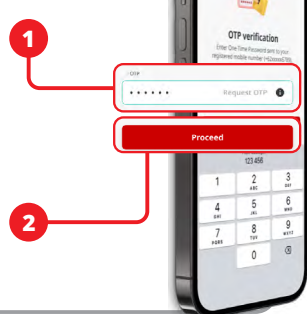 1
OTP verification
Enter One-Time Password sent to your
registered mobile number
OTP
Request OTP
Proceed
2
123 456
1
2
ABC
3
DEF
4
GHI
5
JKL
6
MNO
7
PQRS
8
TUV
9
WXYZ
0